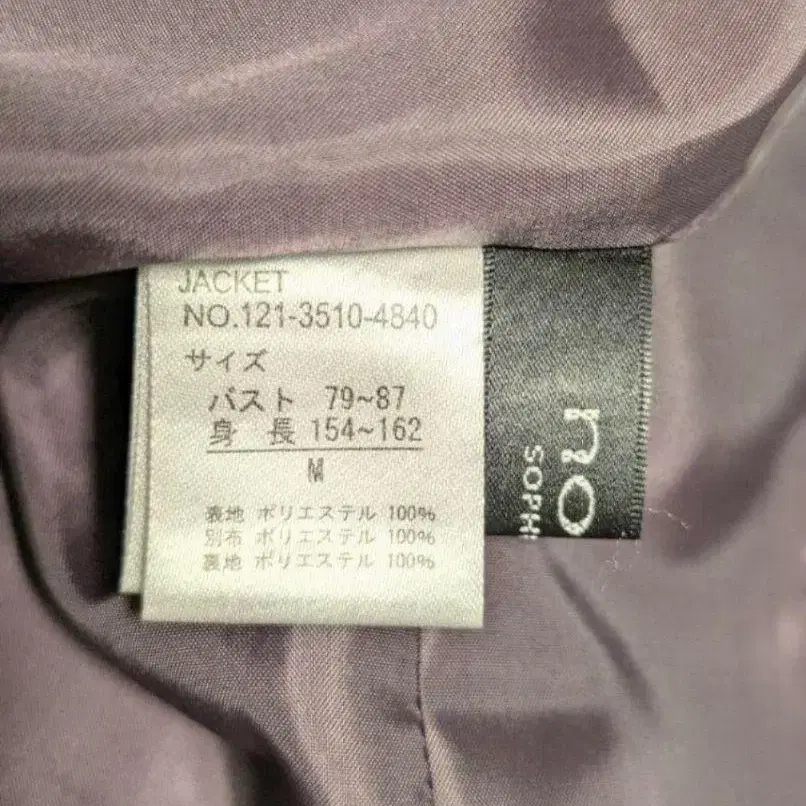 JACKET
NO.121-3510-4840
サイズ
バスト 79~87
身 長 154~162
M
表地 ポリエステル 100%
別布 ポリエステル 100%
裏地 ポリエステル 100%
no
SOPH